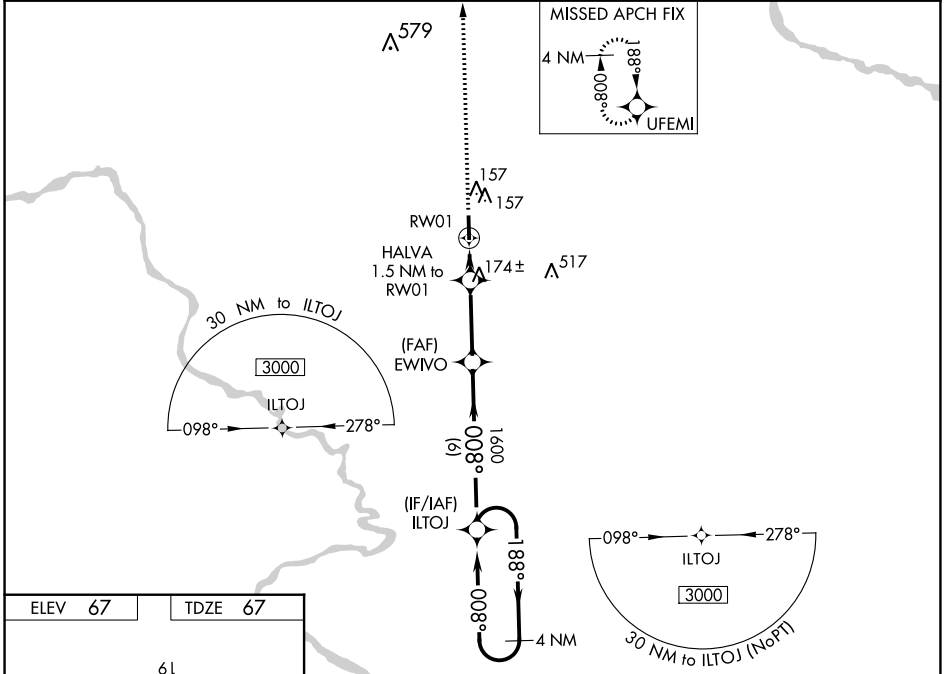 579
MISSED APCH FIX
4 NM
188°
008°
UFEMI
157
157
RW01
HALVA
1.5 NM to
RW01
174±
517
30 NM to ILTOJ
3000
ILTOJ
098°
278°
(FAF)
EWIVO
1600
008°
(6)
(IF/IAF)
ILTOJ
188°
008°
4 NM
098°
278°
ILTOJ
3000
30 NM to ILTOJ (NoPT)
ELEV 67
TDZE 67